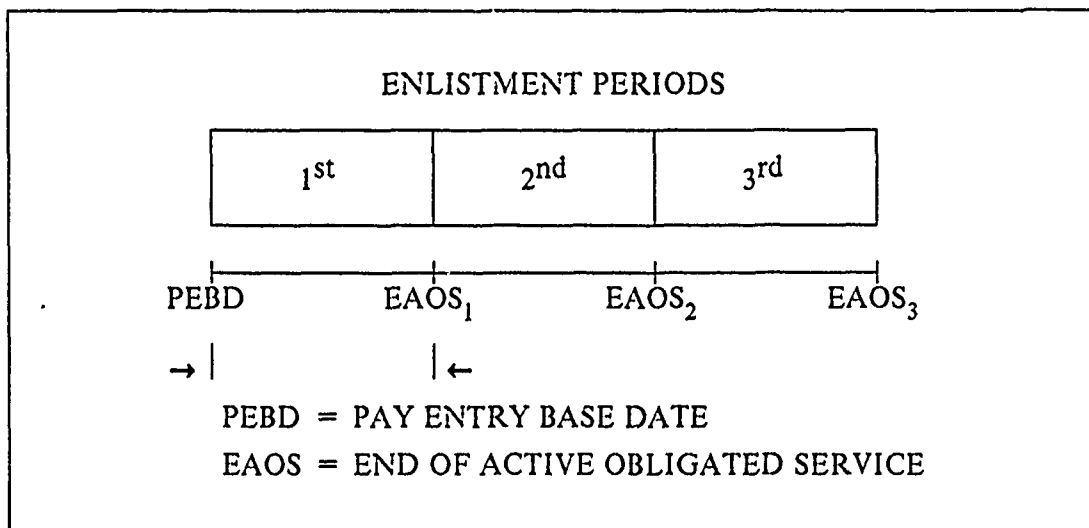 ENLISTMENT PERIODS
1st 2nd 3rd
PEBD EAOS1 EAOS2 EAOS3
→ ←
PEBD = PAY ENTRY BASE DATE
EAOS = END OF ACTIVE OBLIGATED SERVICE